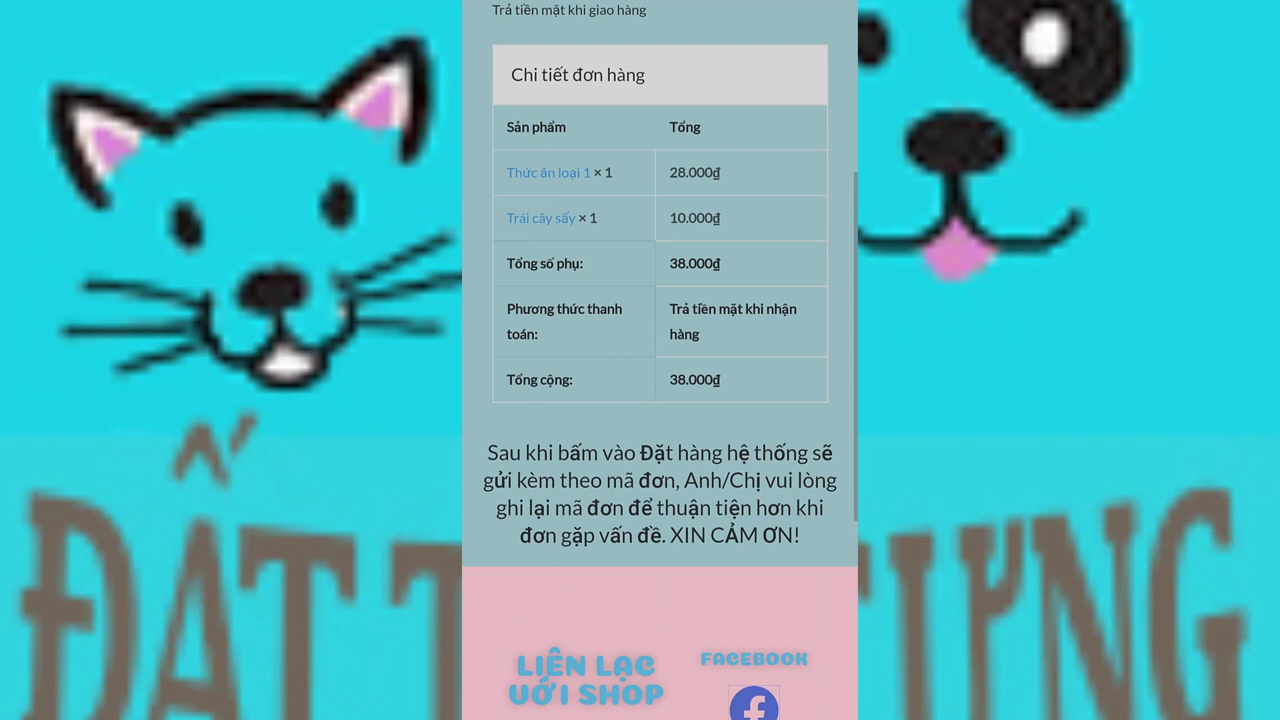 Trả tiền mặt khi giao hàng
Chi tiết đơn hàng
Sản phẩm Tổng
Thức ăn loại 1 × 1 28.000₫
Trái cây sấy × 1 10.000₫
Tổng số phụ: 38.000₫
Phương thức thanh toán: Trả tiền mặt khi nhận hàng
Tổng cộng: 38.000₫
Sau khi bấm vào Đặt hàng hệ thống sẽ
gửi kèm theo mã đơn, Anh/Chị vui lòng
ghi lại mã đơn để thuận tiện hơn khi
đơn gặp vấn đề. XIN CẢM ƠN!
LIÊN LẠC
VỚI SHOP
FACEBOOK
ĐẤT